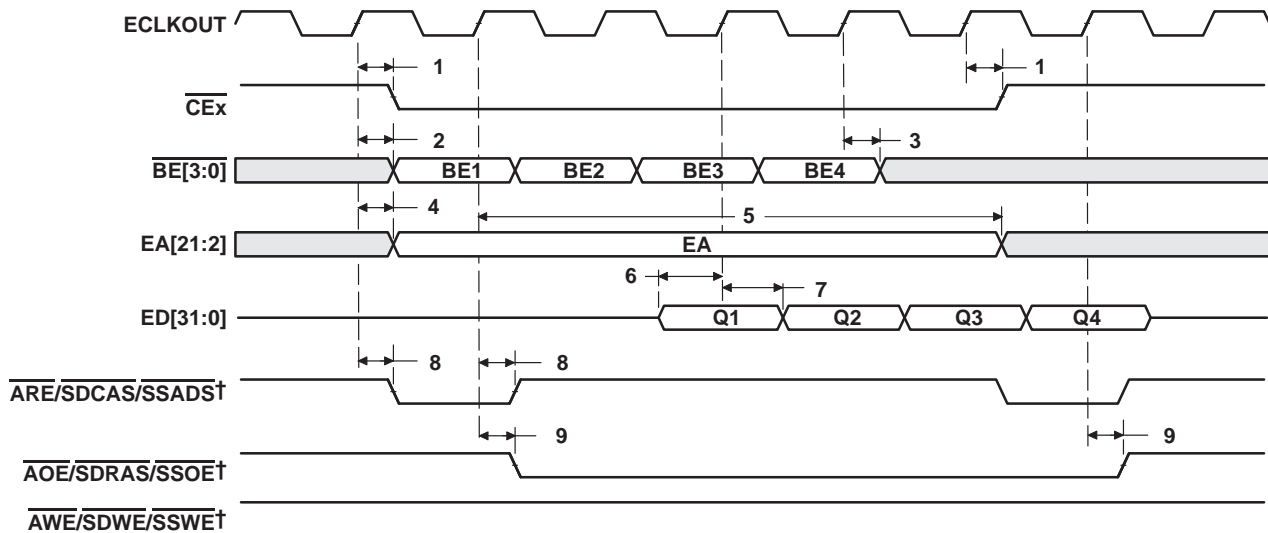 ECLKOUT
1 1
CEx
2 3
BE[3:0] BE1 BE2 BE3 BE4
4 5
EA[21:2] EA
6 7
ED[31:0] Q1 Q2 Q3 Q4
8 8
ARE/SDCAS/SSADS†
9 9
AOE/SDRAS/SSOE†
AWE/SDWE/SSWE†